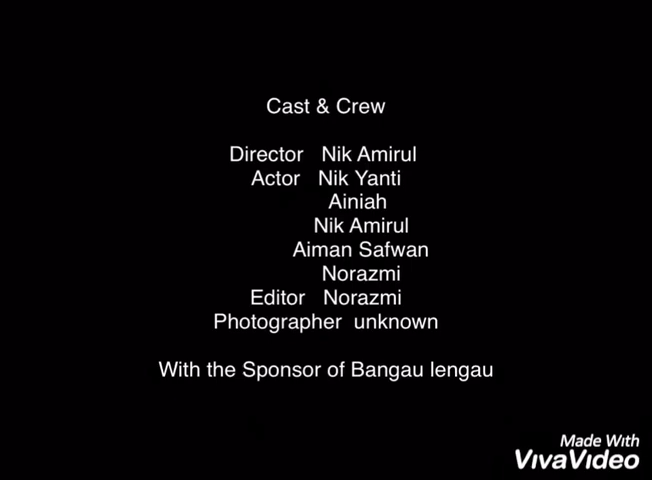 Cast & Crew
Director Nik Amirul
Actor Nik Yanti
Ainiah
Nik Amirul
Aiman Safwan
Norazmi
Editor Norazmi
Photographer unknown
With the Sponsor of Bangau lengau
Made With
VivaVideo